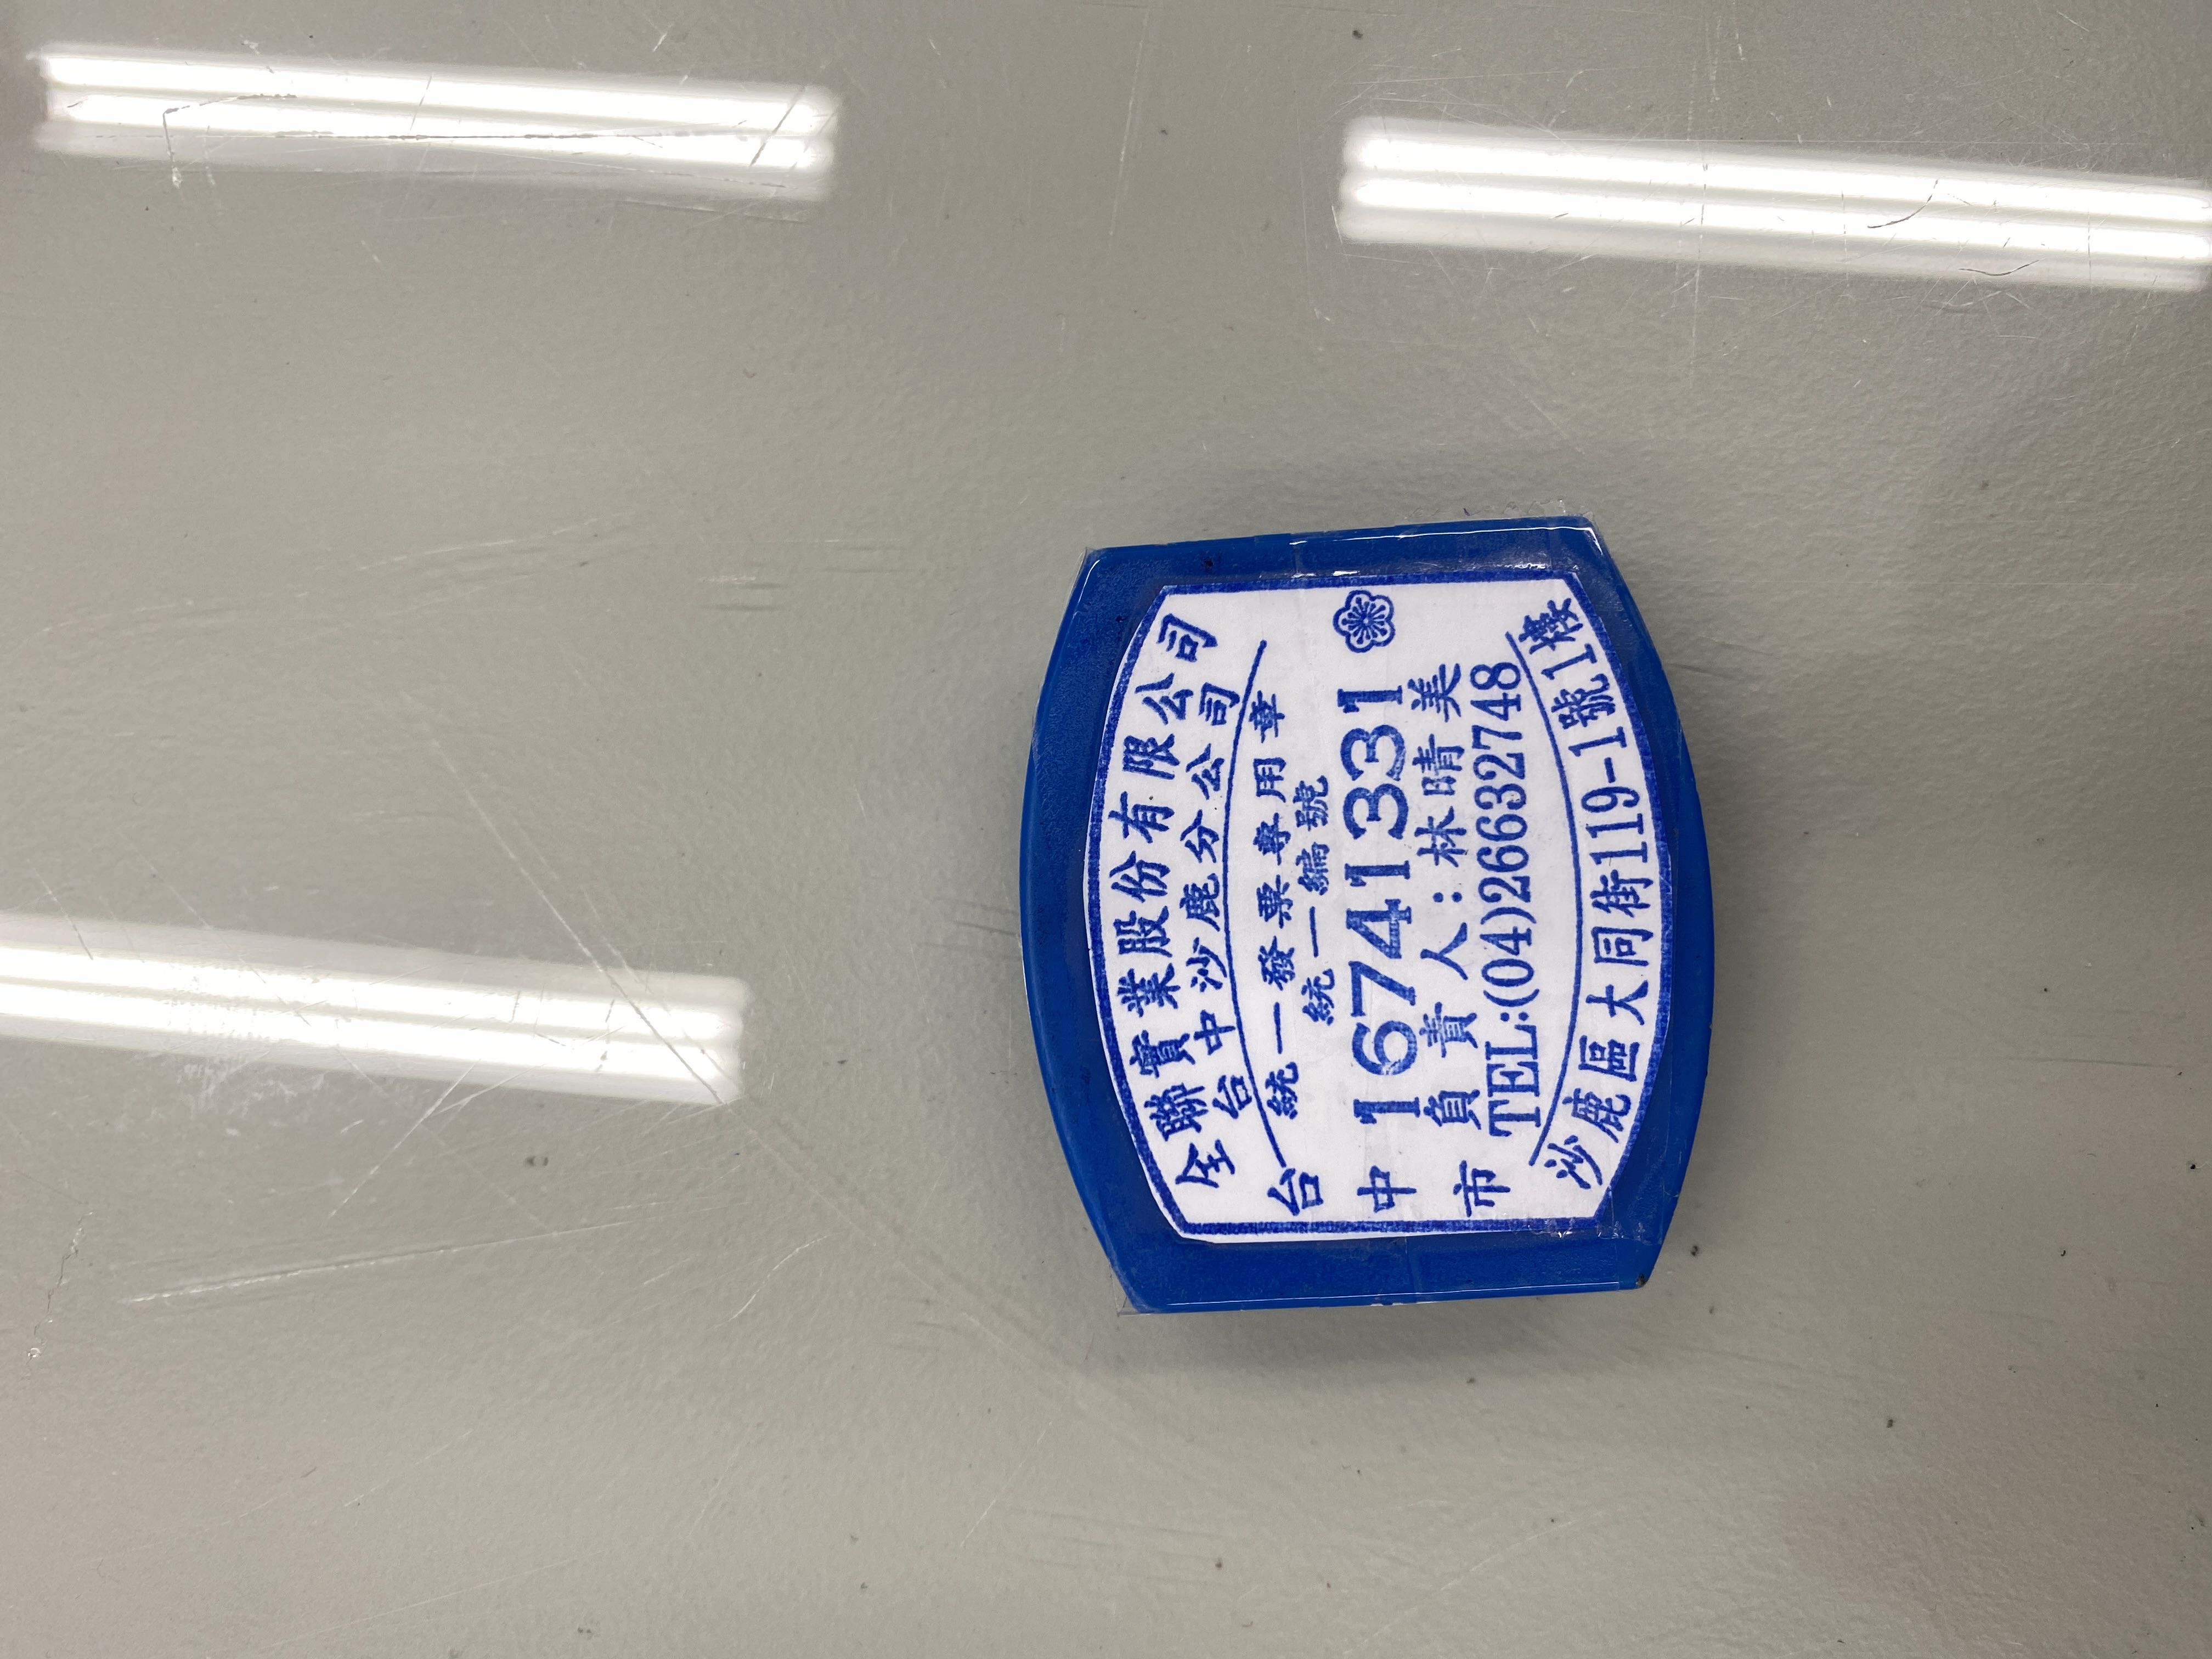 全聯實業股份有限公司
台中沙鹿分公司
統一發票專用章
統一編號
16741331
負責人:林晴美
TEL:(04)26632748
台中市
沙鹿區大同街119-1號1樓